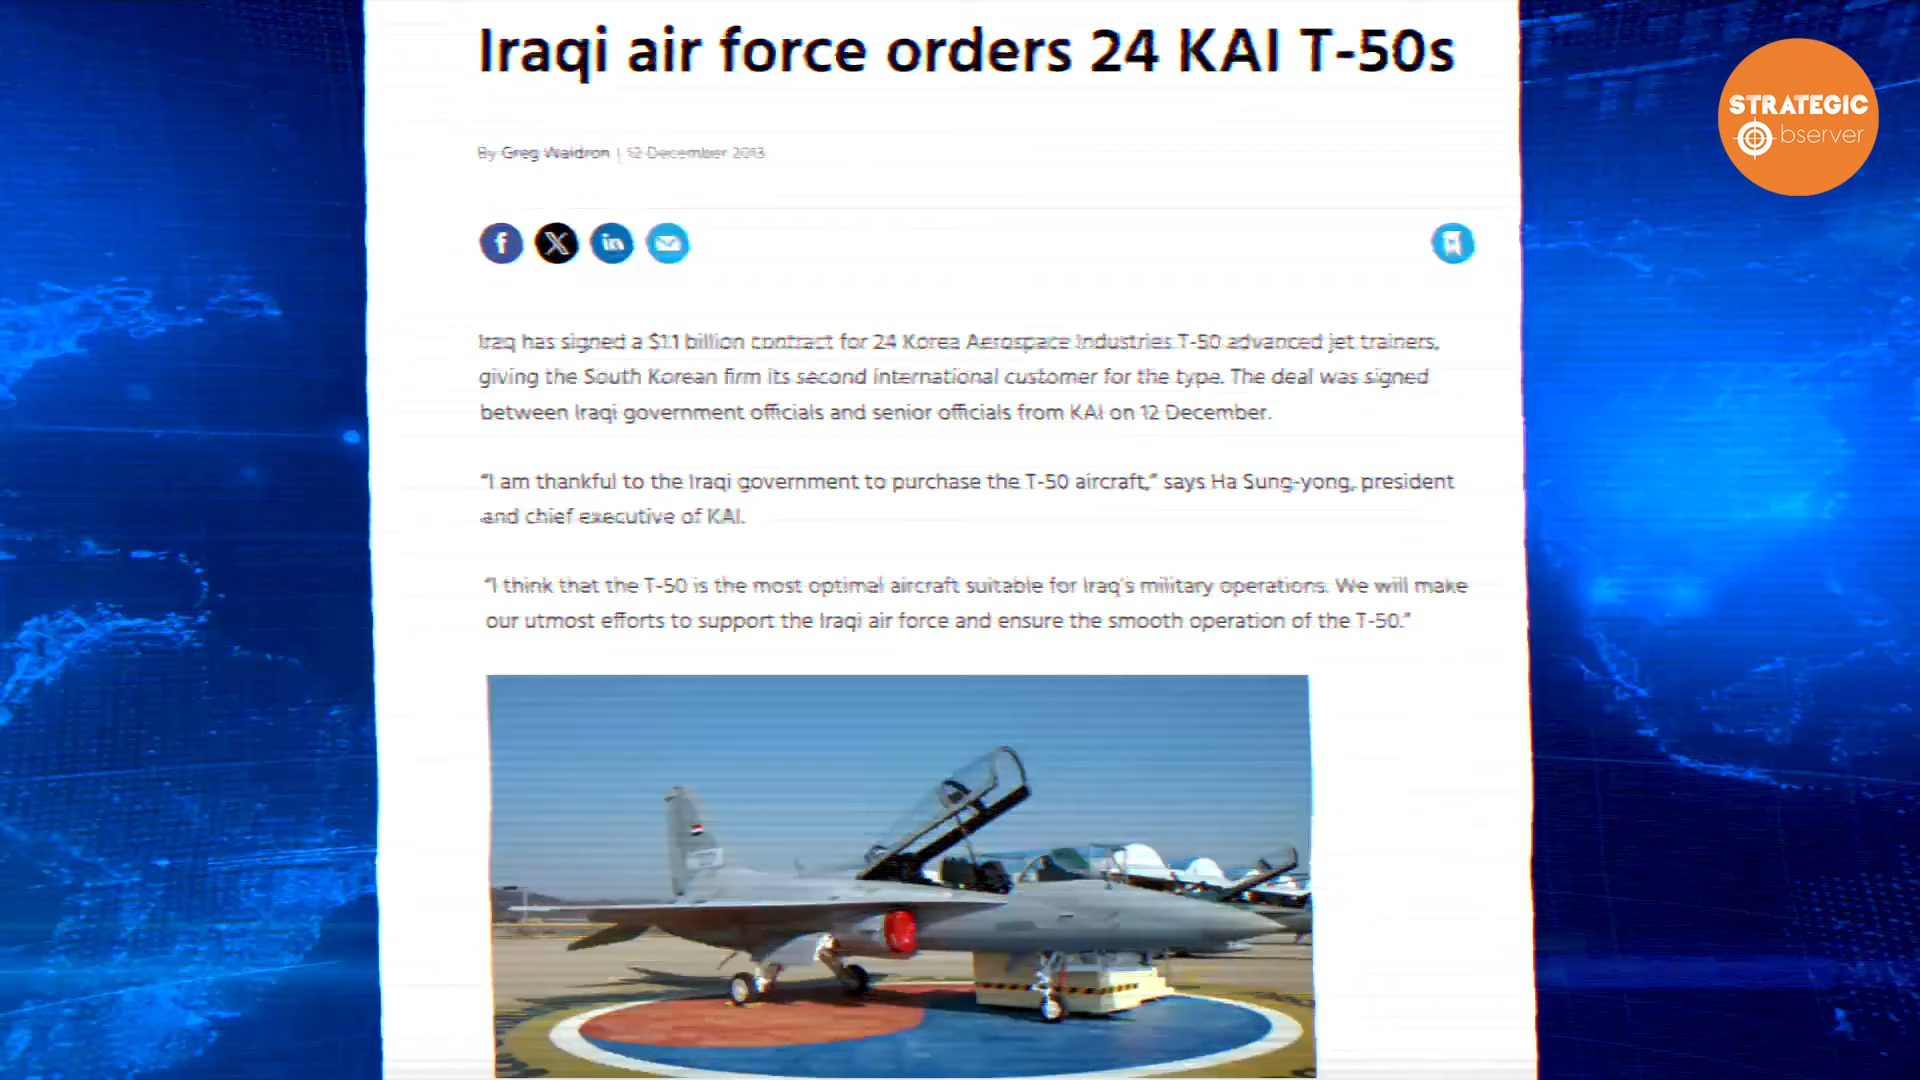 Iraqi air force orders 24 KAI T-50s
STRATEGIC
bserver
By Greg Waldron | 12 December 2013
Iraq has signed a $1.1 billion contract for 24 Korea Aerospace Industries T-50 advanced jet trainers,
giving the South Korean firm its second international customer for the type. The deal was signed
between Iraqi government officials and senior officials from KAI on 12 December.
“I am thankful to the Iraqi government to purchase the T-50 aircraft,” says Ha Sung-yong, president
and chief executive of KAI.
“I think that the T-50 is the most optimal aircraft suitable for Iraq's military operations. We will make
our utmost efforts to support the Iraqi air force and ensure the smooth operation of the T-50.”